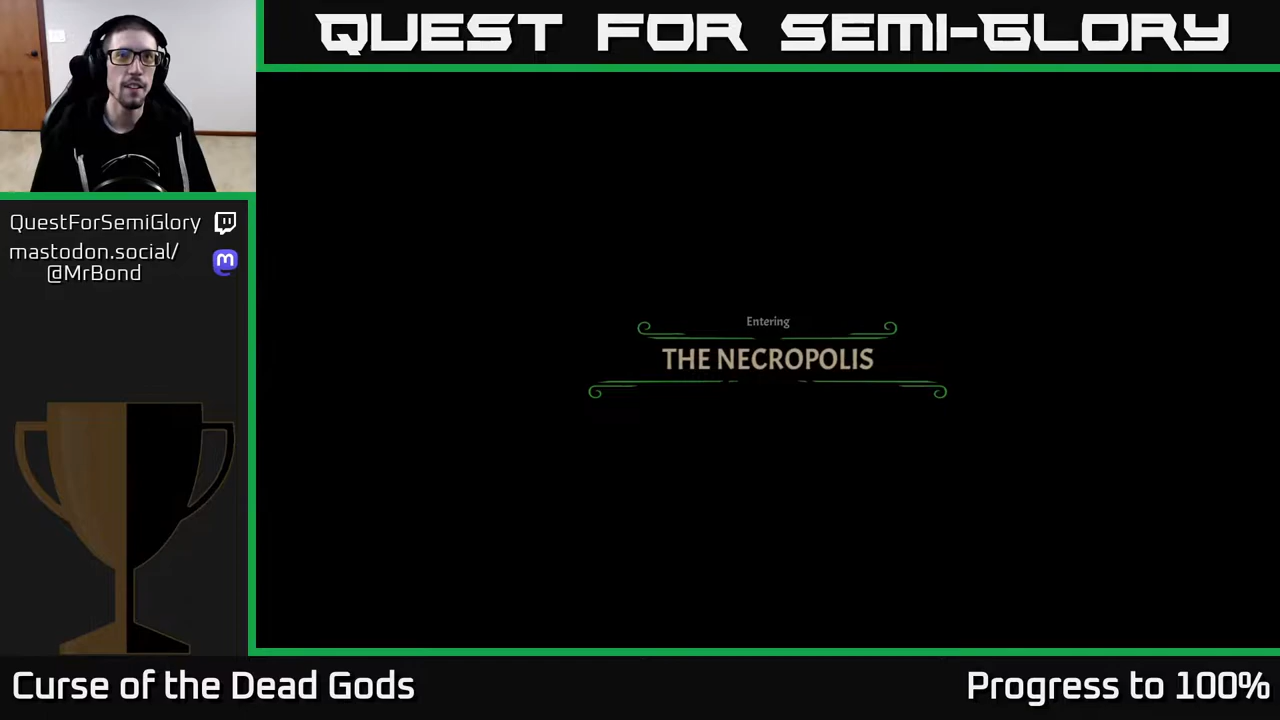 QUEST FOR SEMI-GLORY
QuestForSemiGlory
mastodon.social/
@MrBond
Entering
THE NECROPOLIS
Curse of the Dead Gods
Progress to 100%